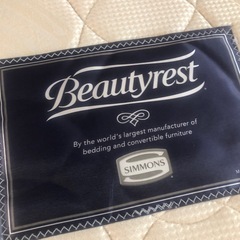 Beautyrest®
By the world's largest manufacturer of
bedding and convertible furniture
SIMMONS